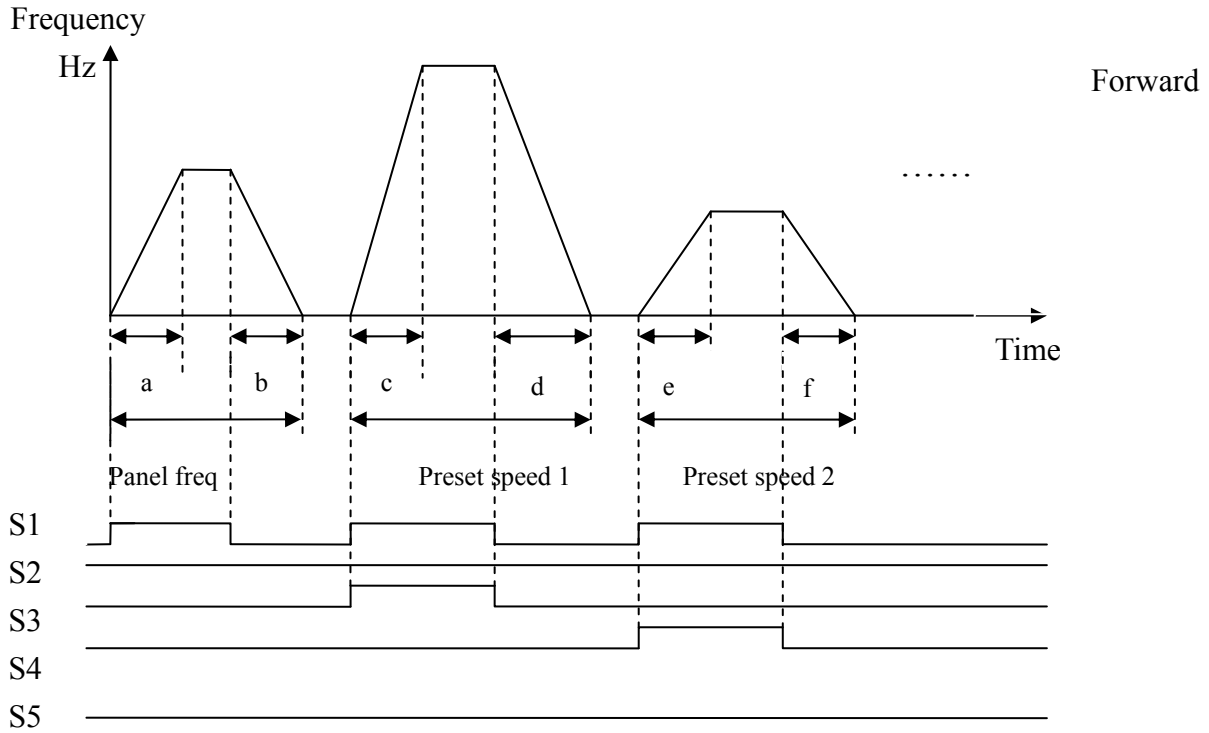 Frequency
Hz
Forward
......
Time
a b c d e f
Panel freq Preset speed 1 Preset speed 2
S1
S2
S3
S4
S5